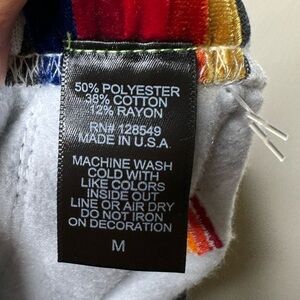 50% POLYESTER
38% COTTON
12% RAYON
RN# 128549
MADE IN U.S.A.
MACHINE WASH
COLD WITH
LIKE COLORS
INSIDE OUT
LINE OR AIR DRY
DO NOT IRON
ON DECORATION
M